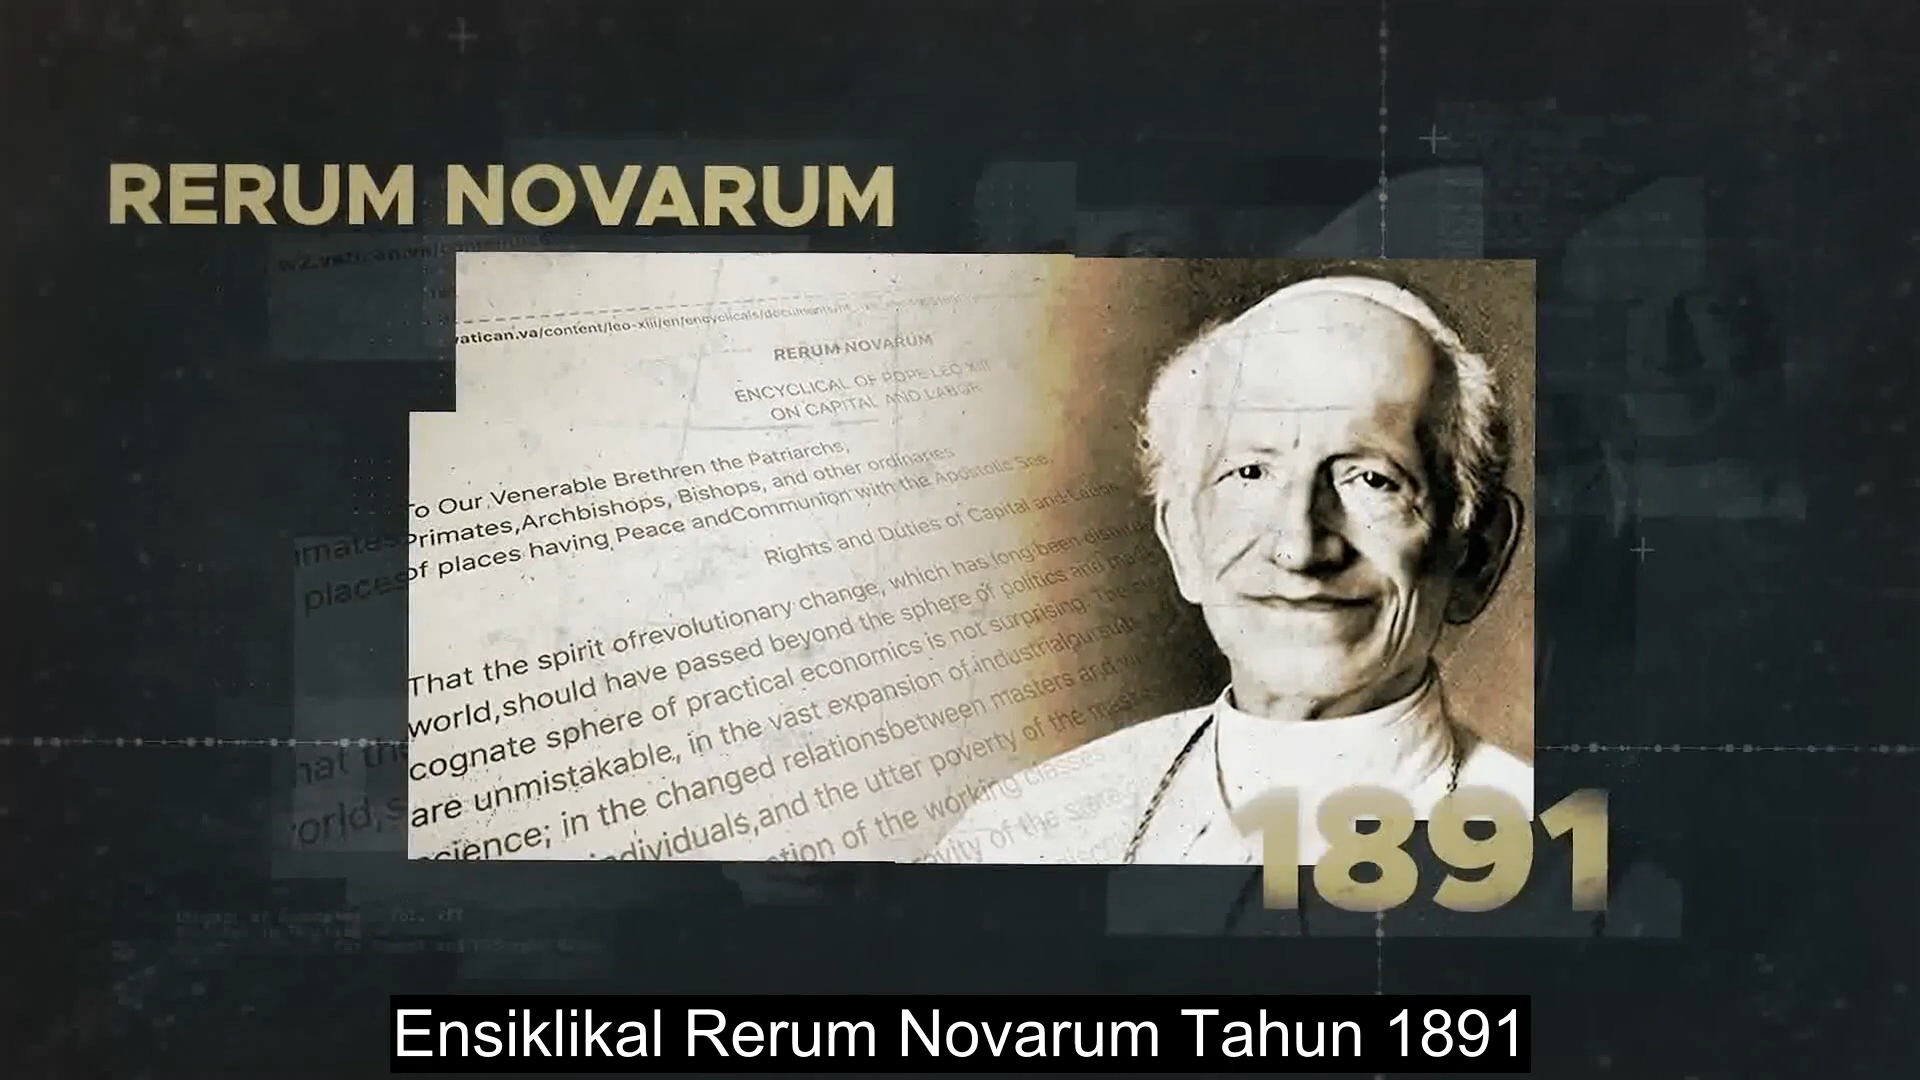 RERUM NOVARUM
vatican.va/content/leo-xiii/en/encyclicals/documents/
RERUM NOVARUM
ENCYCLICAL OF POPE LEO XIII
ON CAPITAL AND LABOR
To Our Venerable Brethren the Patriarchs,
Primates,Archbishops, Bishops, and other ordinaries
of places having Peace andCommunion with the Apostolic See.
Rights and Duties of Capital and Labor
That the spirit ofrevolutionary change, which has long been
world,should have passed beyond the sphere of politics and made
cognate sphere of practical economics is not surprising. The
are unmistakable, in the vast expansion of industrialpursuits
science; in the changed relationsbetween masters and
individuals,and the utter poverty of the
of the working classes
of the
1891
Ensiklikal Rerum Novarum Tahun 1891